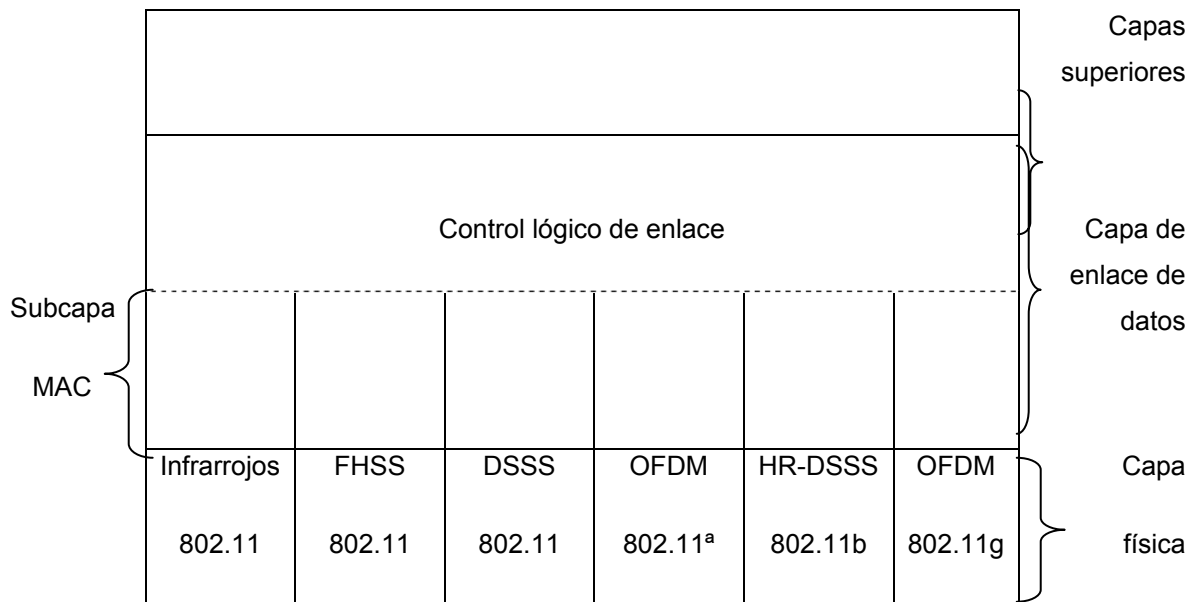 Capas
superiores
Control lógico de enlace
Capa de
enlace de
datos
Subcapa
MAC
Infrarrojos FHSS DSSS OFDM HR-DSSS OFDM
Capa
802.11 802.11 802.11 802.11ª 802.11b 802.11g
física